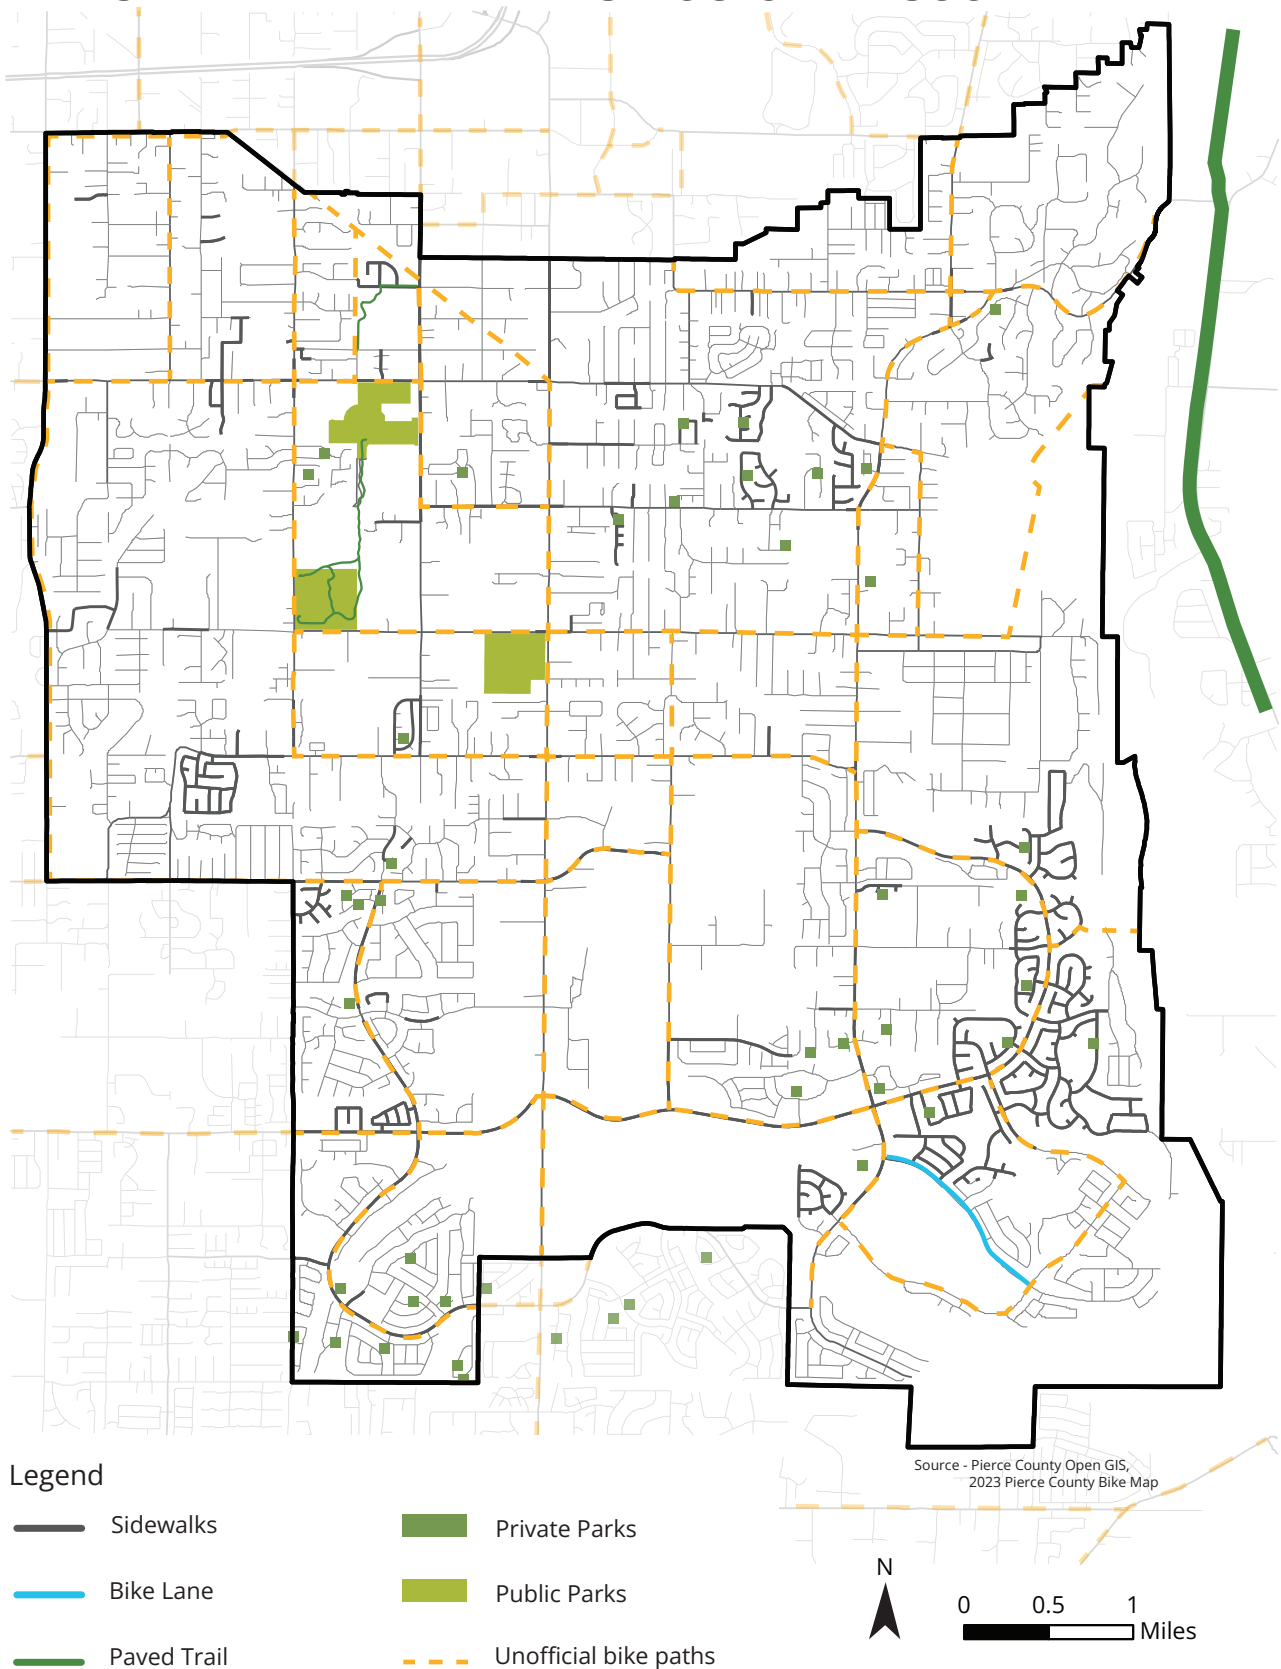 Source - Pierce County Open GIS,
2023 Pierce County Bike Map
Legend
Sidewalks
Private Parks
Bike Lane
Public Parks
Paved Trail
Unofficial bike paths
N
0 0.5 1
Miles